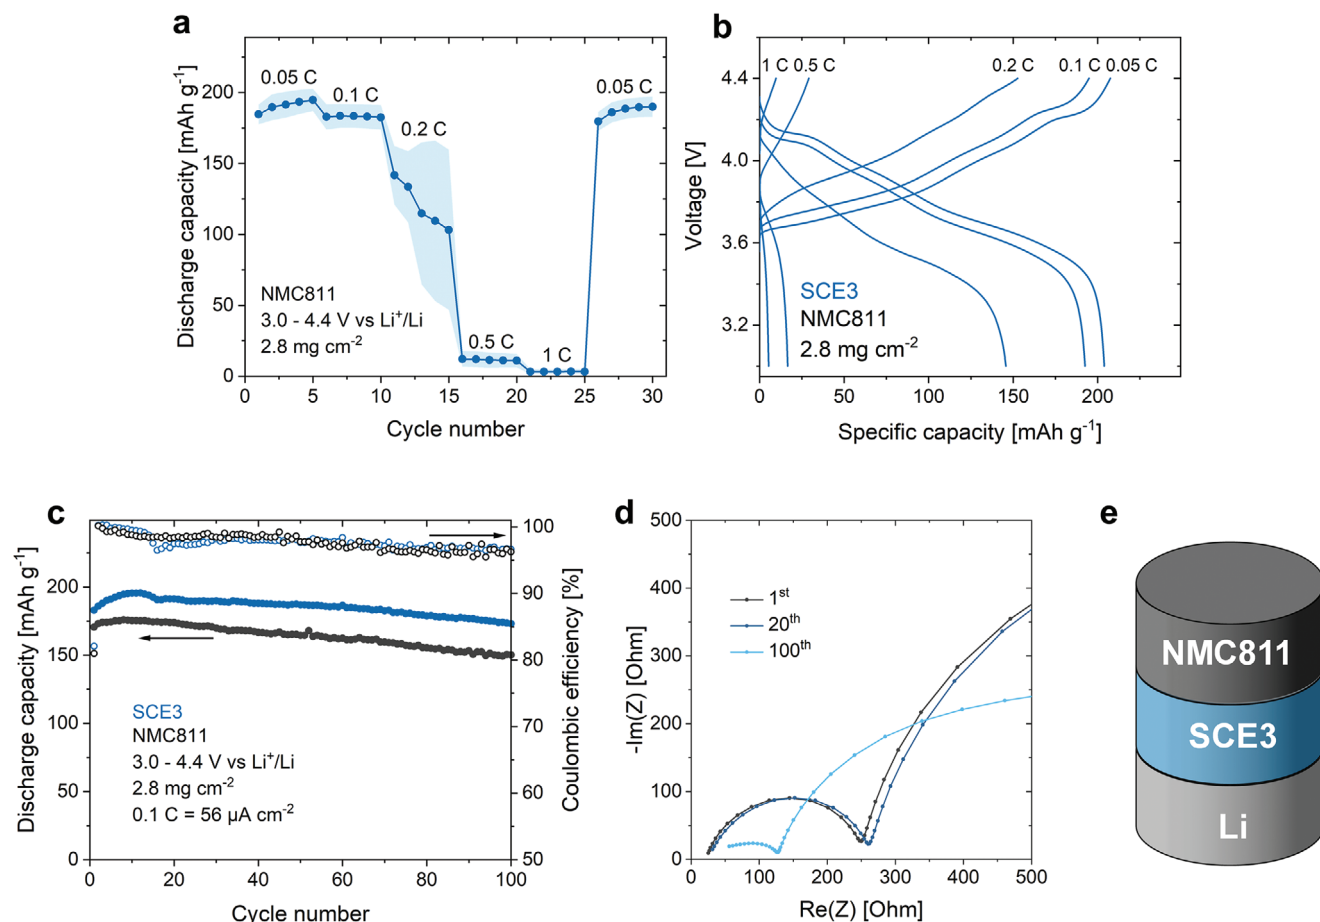 a
Discharge capacity [mAh g⁻¹]
200
150
100
50
0
0.05 C
0.1 C
0.2 C
0.5 C
1 C
0.05 C
NMC811
3.0 - 4.4 V vs Li⁺/Li
2.8 mg cm⁻²
0 5 10 15 20 25 30
Cycle number
b
Voltage [V]
4.4
4.0
3.6
3.2
1 C 0.5 C 0.2 C 0.1 C 0.05 C
SCE3
NMC811
2.8 mg cm⁻²
0 50 100 150 200
Specific capacity [mAh g⁻¹]
c
Discharge capacity [mAh g⁻¹]
200
150
100
50
0
SCE3
NMC811
3.0 - 4.4 V vs Li⁺/Li
2.8 mg cm⁻²
0.1 C = 56 µA cm⁻²
100
90
80
70
60
50
Coulombic efficiency [%]
0 20 40 60 80 100
Cycle number
d
-Im(Z) [Ohm]
500
400
300
200
100
0
1ˢᵗ
20ᵗʰ
100ᵗʰ
0 100 200 300 400 500
Re(Z) [Ohm]
e
NMC811
SCE3
Li